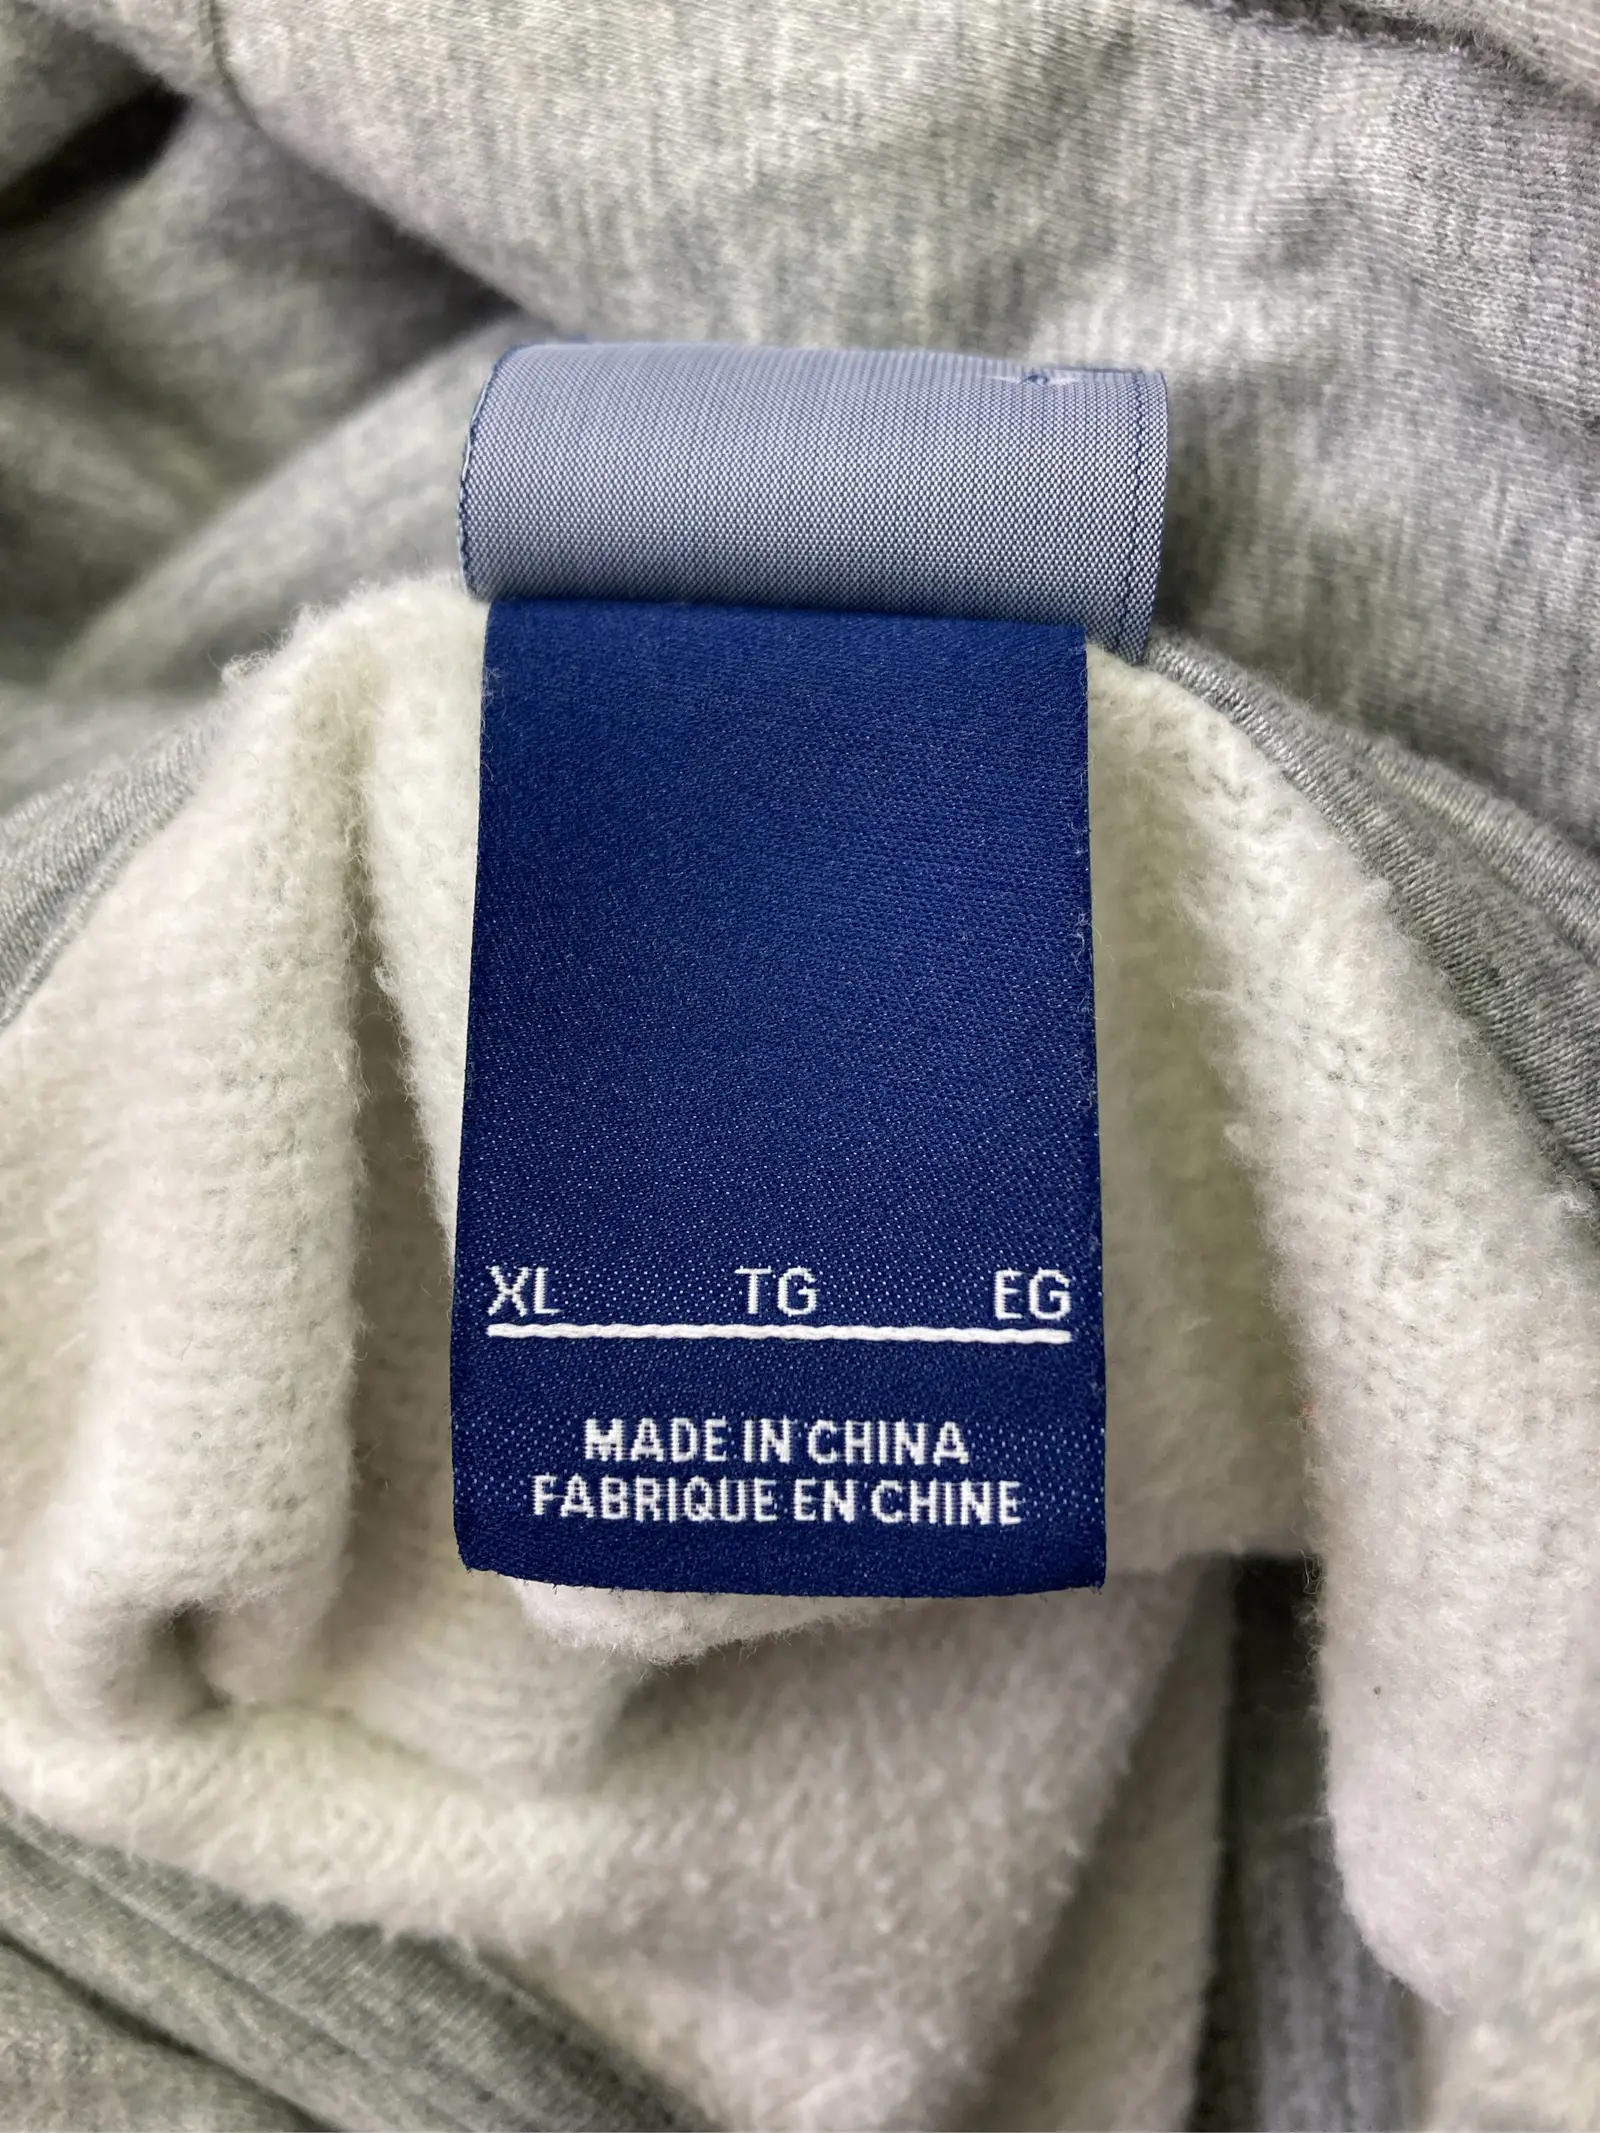 XL TG EG
MADE IN CHINA
FABRIQUE EN CHINE